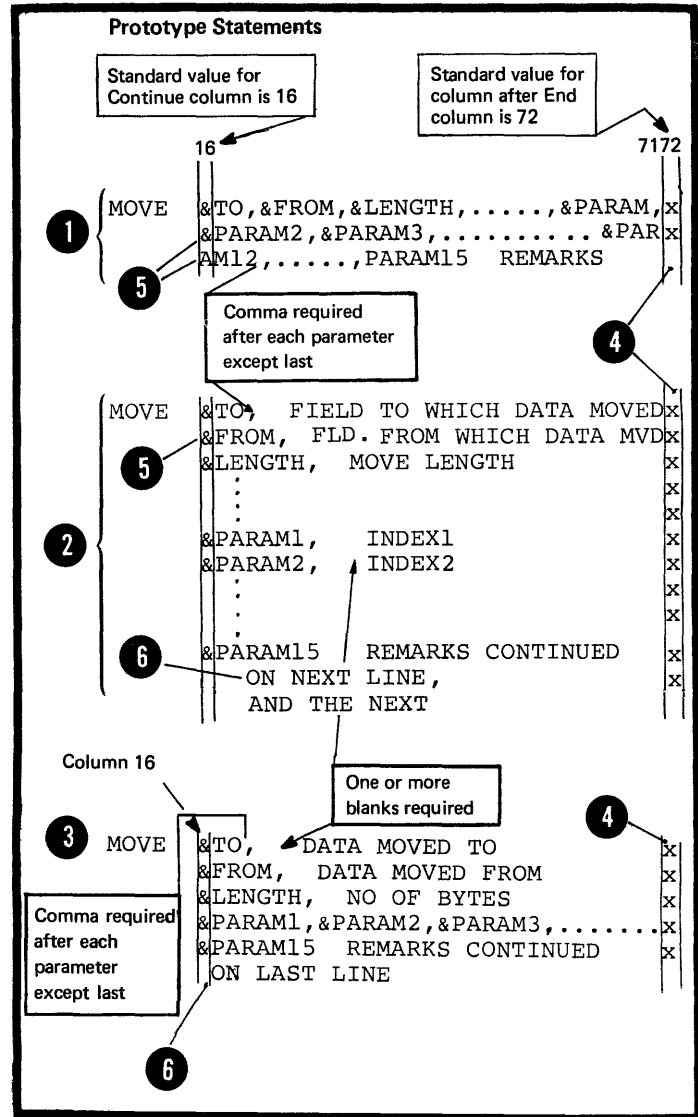 Prototype Statements
Standard value for
Continue column is 16
Standard value for
column after End
column is 72
16 7172
1 MOVE &TO,&FROM,&LENGTH,.....,&PARAM,x
&PARAM2,&PARAM3,.......... &PAR x
5 AM12,.....,PARAM15 REMARKS
Comma required
after each parameter
except last
4
MOVE &TO, FIELD TO WHICH DATA MOVED x
&FROM, FLD. FROM WHICH DATA MVD x
5 &LENGTH, MOVE LENGTH x
. x
. x
. x
2 &PARAM1, INDEX1 x
&PARAM2, INDEX2 x
. x
. x
. x
6 &PARAM15 REMARKS CONTINUED x
ON NEXT LINE, x
AND THE NEXT
Column 16
One or more
blanks required
4
3 MOVE &TO, DATA MOVED TO x
&FROM, DATA MOVED FROM x
&LENGTH, NO OF BYTES x
&PARAM1,&PARAM2,&PARAM3,....... x
&PARAM15 REMARKS CONTINUED x
ON LAST LINE
Comma required
after each
parameter
except last
6